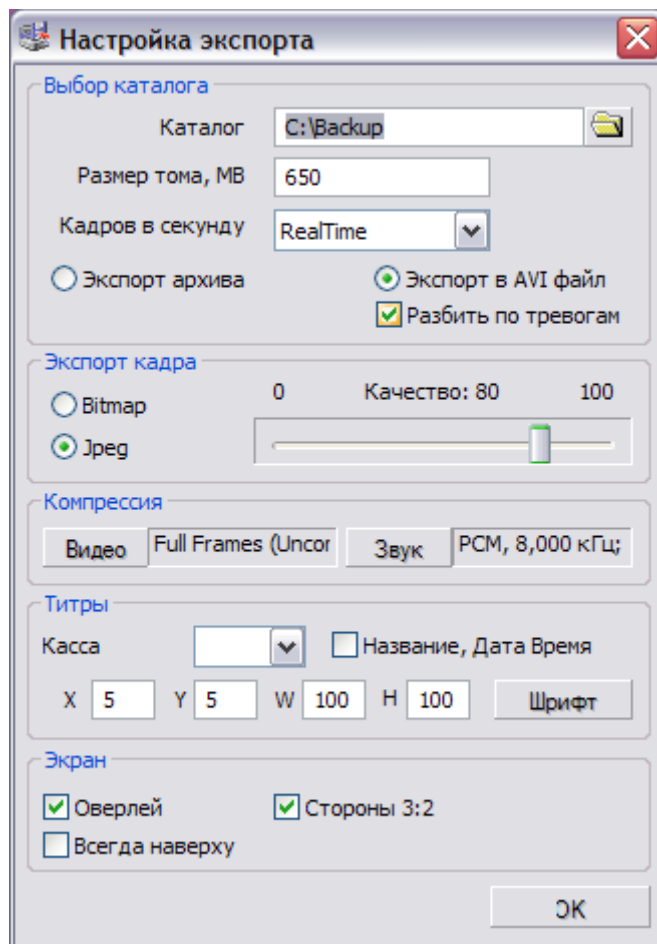 Настройка экспорта
Выбор каталога
Каталог C:\Backup
Размер тома, МВ 650
Кадров в секунду RealTime
Экспорт архива Экспорт в AVI файл
Разбить по тревогам
Экспорт кадра
0 Качество: 80 100
Bitmap
Jpeg
Компрессия
Видео Full Frames (Uncor Звук PCM, 8,000 кГц;
Титры
Касса Название, Дата Время
X 5 Y 5 W 100 H 100 Шрифт
Экран
Оверлей Стороны 3:2
Всегда наверху
OK